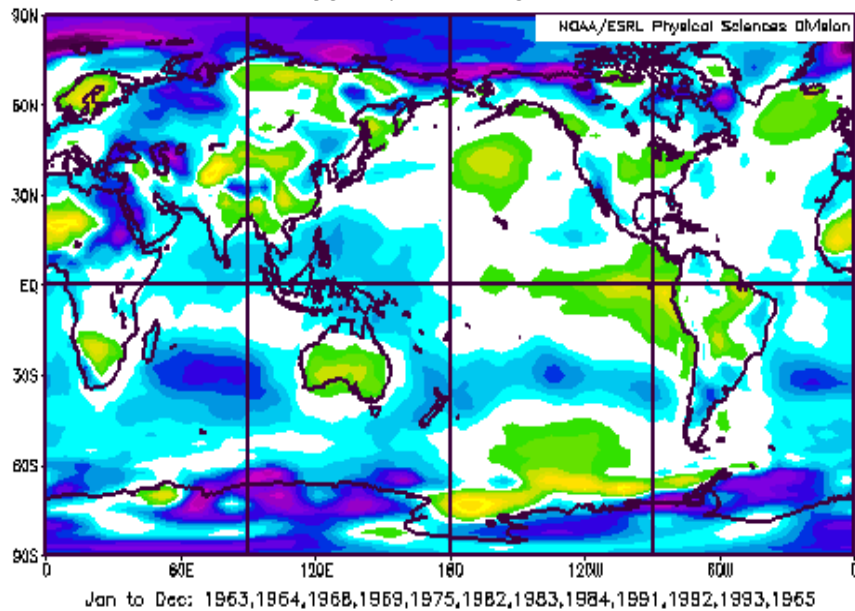 NOAA/ESRL Physical Sciences Division
90N
60N
30N
EQ
30S
60S
90S
0 60E 120E 180 120W 60W 0
Jan to Dec: 1963,1964,1968,1969,1975,1982,1983,1984,1991,1992,1993,1965